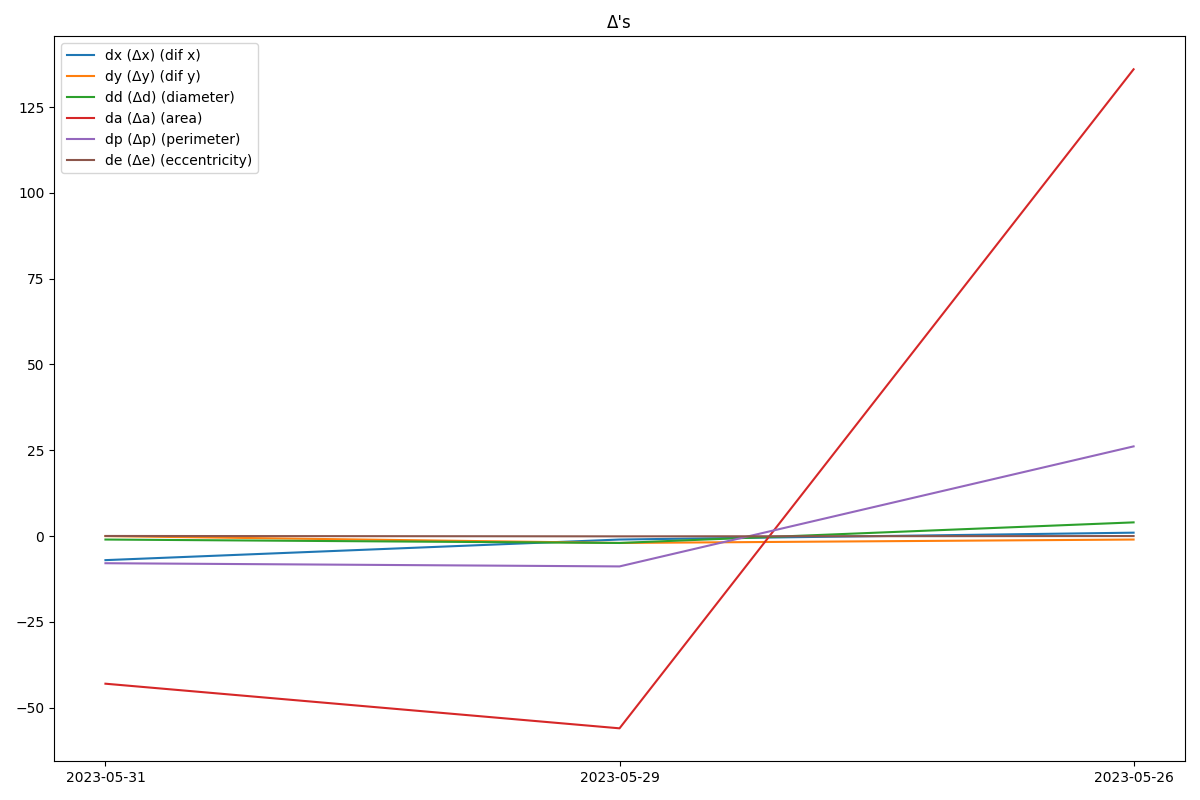 Δ's
dx (Δx) (dif x)
dy (Δy) (dif y)
dd (Δd) (diameter)
da (Δa) (area)
dp (Δp) (perimeter)
de (Δe) (eccentricity)
125
100
75
50
25
0
−25
−50
2023-05-31 2023-05-29 2023-05-26